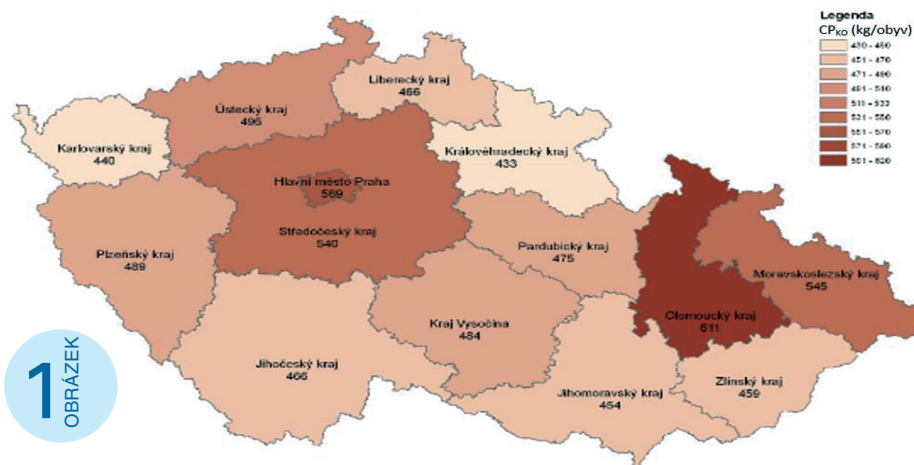 Legenda
CPKO (kg/obyv)
430 - 450
451 - 470
471 - 490
491 - 510
511 - 533
531 - 550
551 - 570
571 - 590
591 - 620
Liberecký kraj
466
Ústecký kraj
495
Karlovarský kraj
440
Královéhradecký kraj
433
Hlavní město Praha
569
Středočeský kraj
540
Plzeňský kraj
489
Pardubický kraj
475
Moravskoslezský kraj
545
Olomoucký kraj
611
Kraj Vysočina
484
Jihočeský kraj
466
Zlínský kraj
459
Jihomoravský kraj
454
1
OBRÁZEK